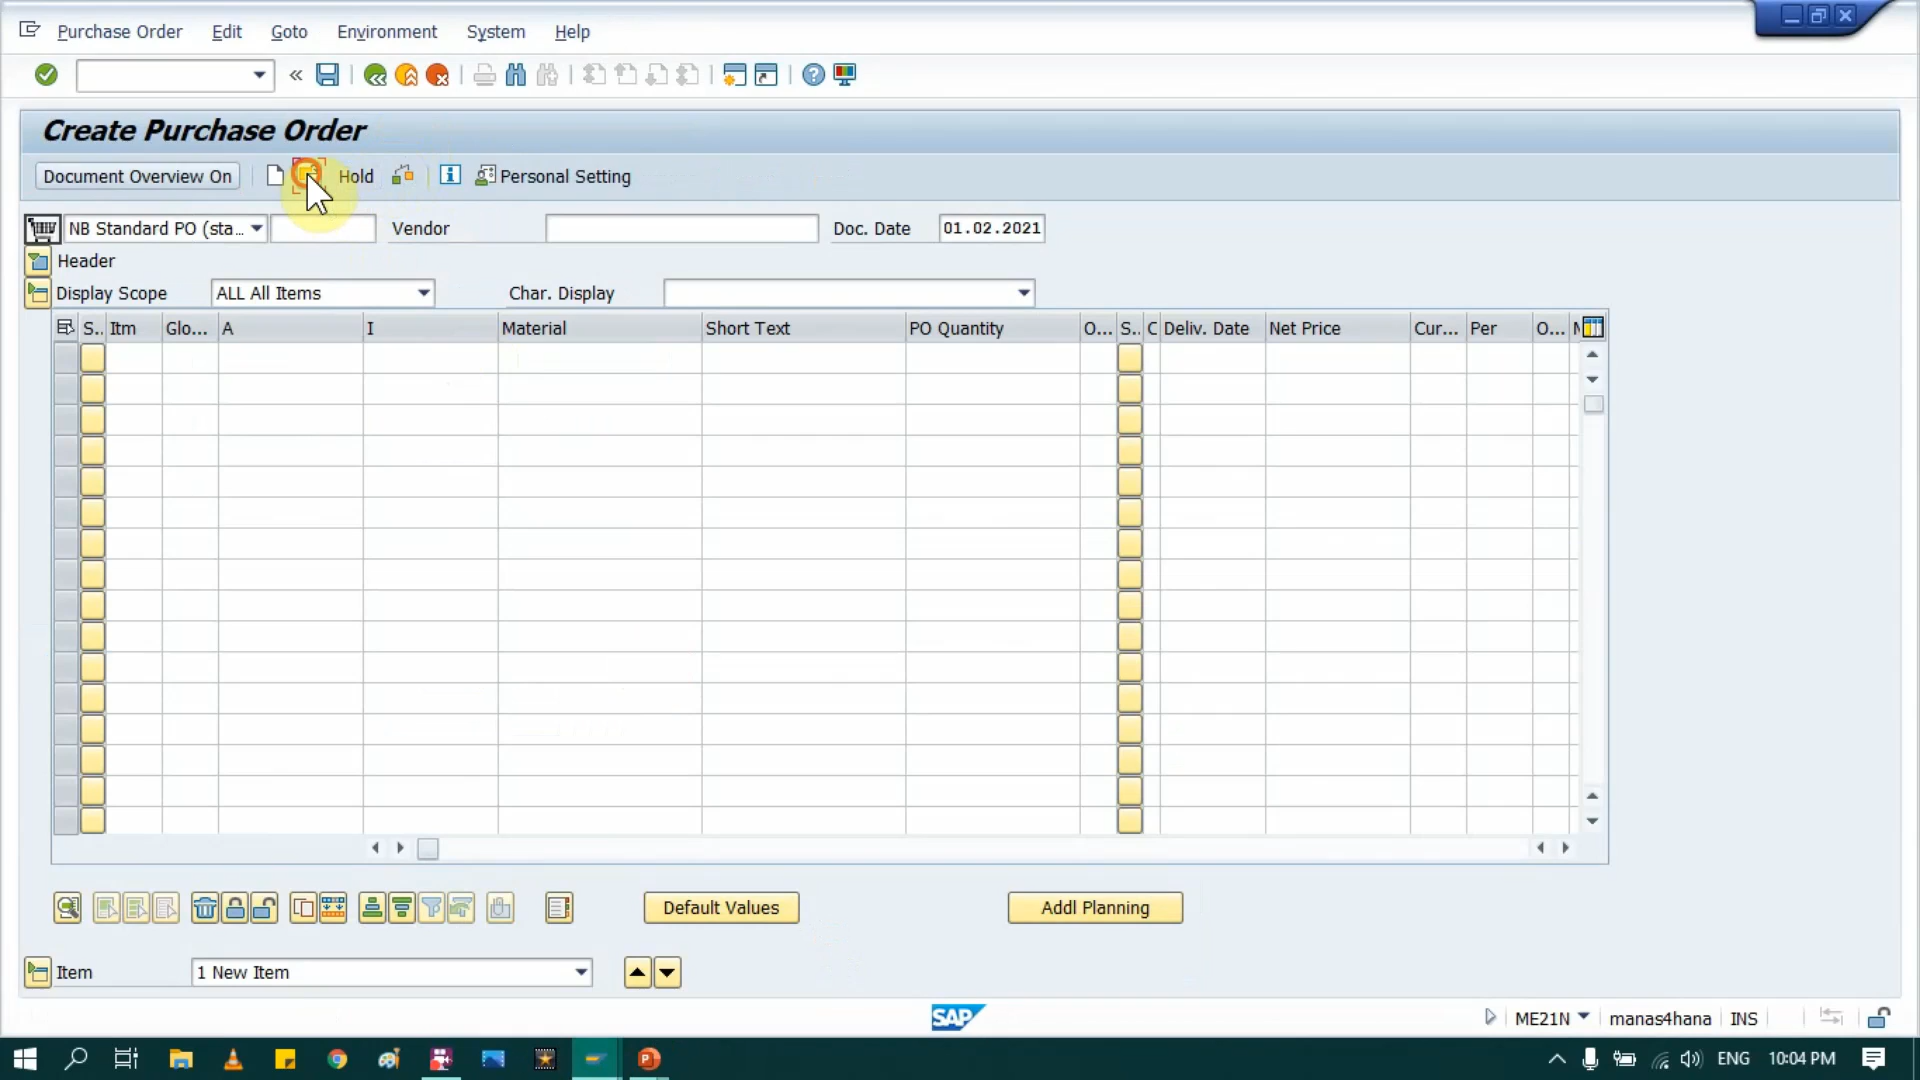 Purchase Order Edit Goto Environment System Help
Create Purchase Order
Document Overview On Hold Personal Setting
NB Standard PO (sta... Vendor Doc. Date 01.02.2021
Header
Display Scope ALL All Items Char. Display
S.. Itm Glo... A I Material Short Text PO Quantity O... S.. C Deliv. Date Net Price Cur... Per O... M
Default Values Addl Planning
Item 1 New Item
SAP ME21N manas4hana INS
ENG 10:04 PM